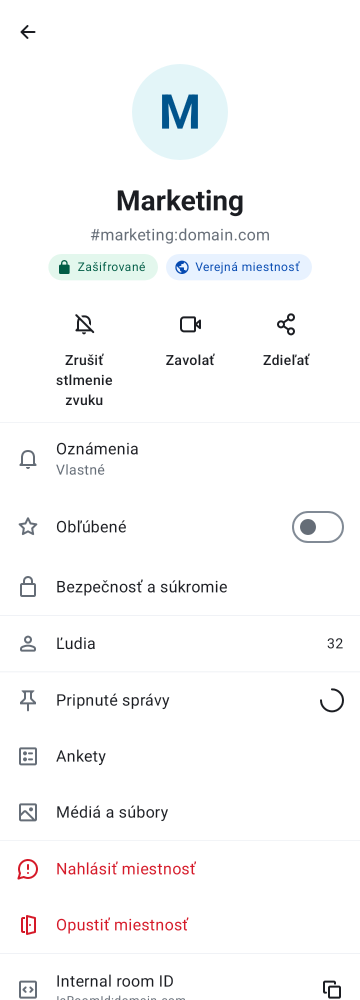 M
Marketing
#marketing:domain.com
Zašifrované
Verejná miestnosť
Zrušiť
stlmenie
zvuku
Zavolať
Zdieľať
Oznámenia
Vlastné
Obľúbené
Bezpečnosť a súkromie
Ľudia
32
Pripnuté správy
Ankety
Médiá a súbory
Nahlásiť miestnosť
Opustiť miestnosť
Internal room ID